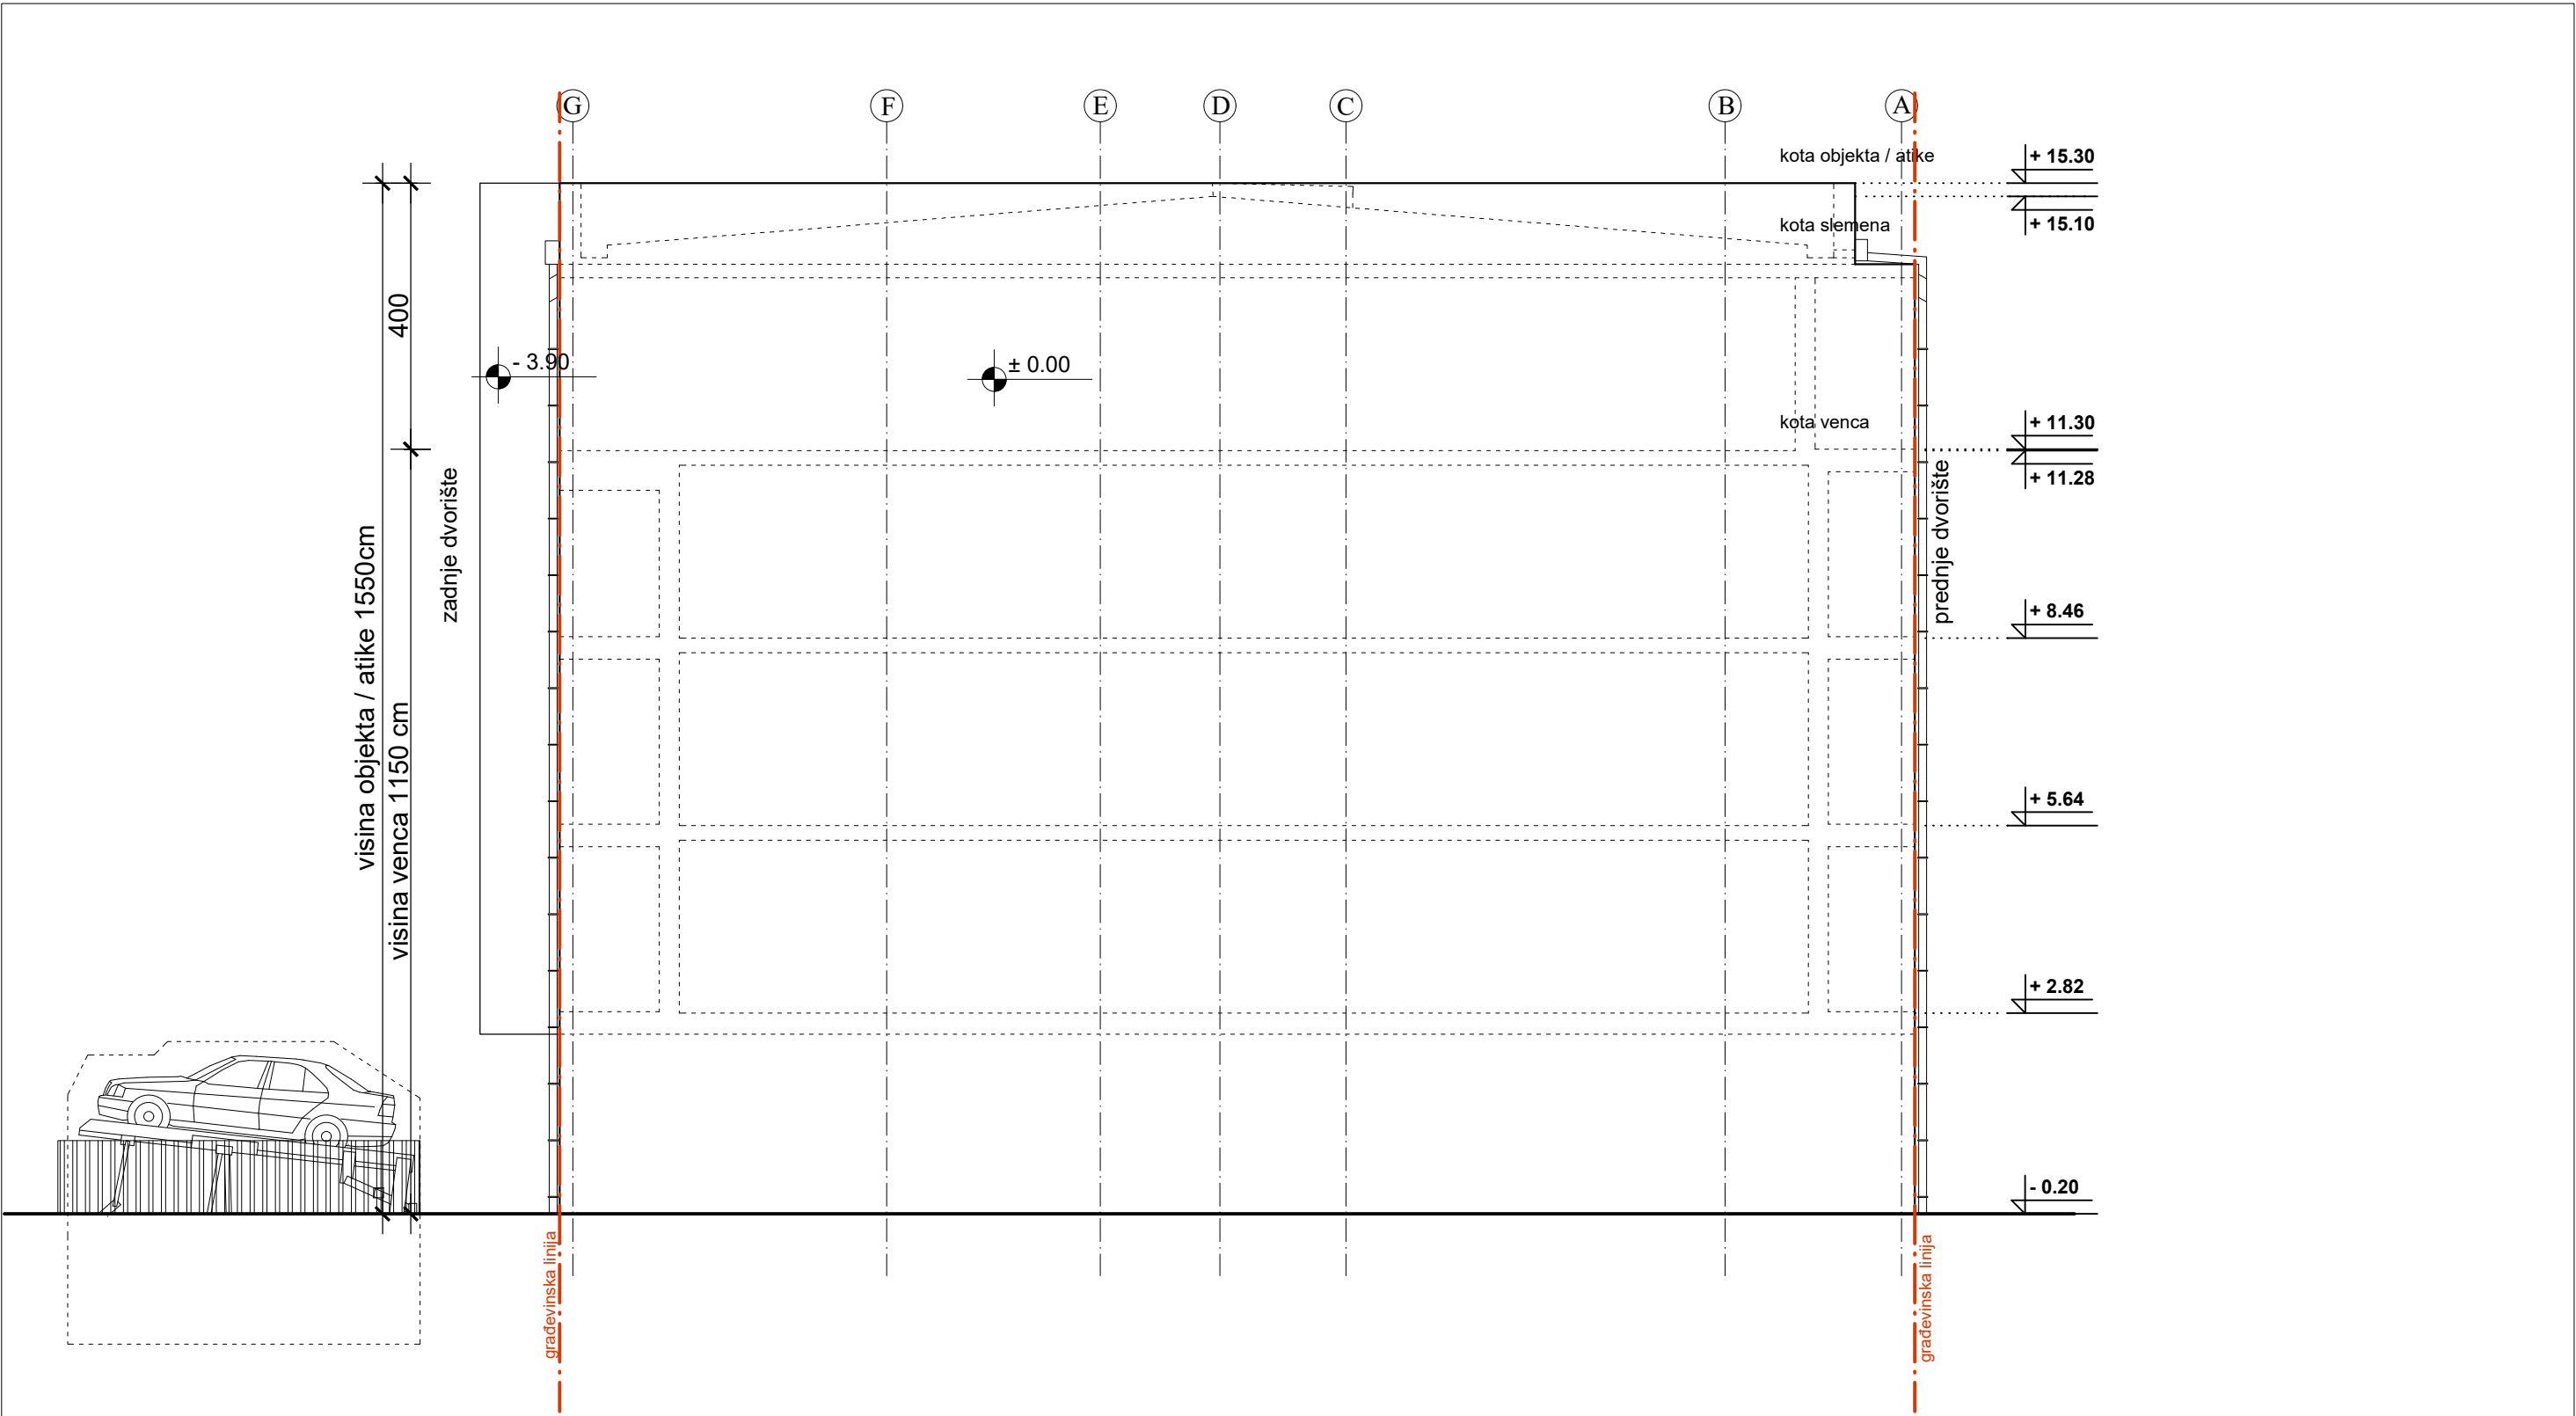 G
F
E
D
C
B
A
kota objekta / atike
+ 15.30
+ 15.10
kota slemena
400
- 3.90
± 0.00
kota venca
+ 11.30
+ 11.28
zadnje dvorište
prednje dvorište
visina objekta / atike 1550cm
visina venca 1150 cm
+ 8.46
+ 5.64
+ 2.82
- 0.20
građevinska linija
građevinska linija